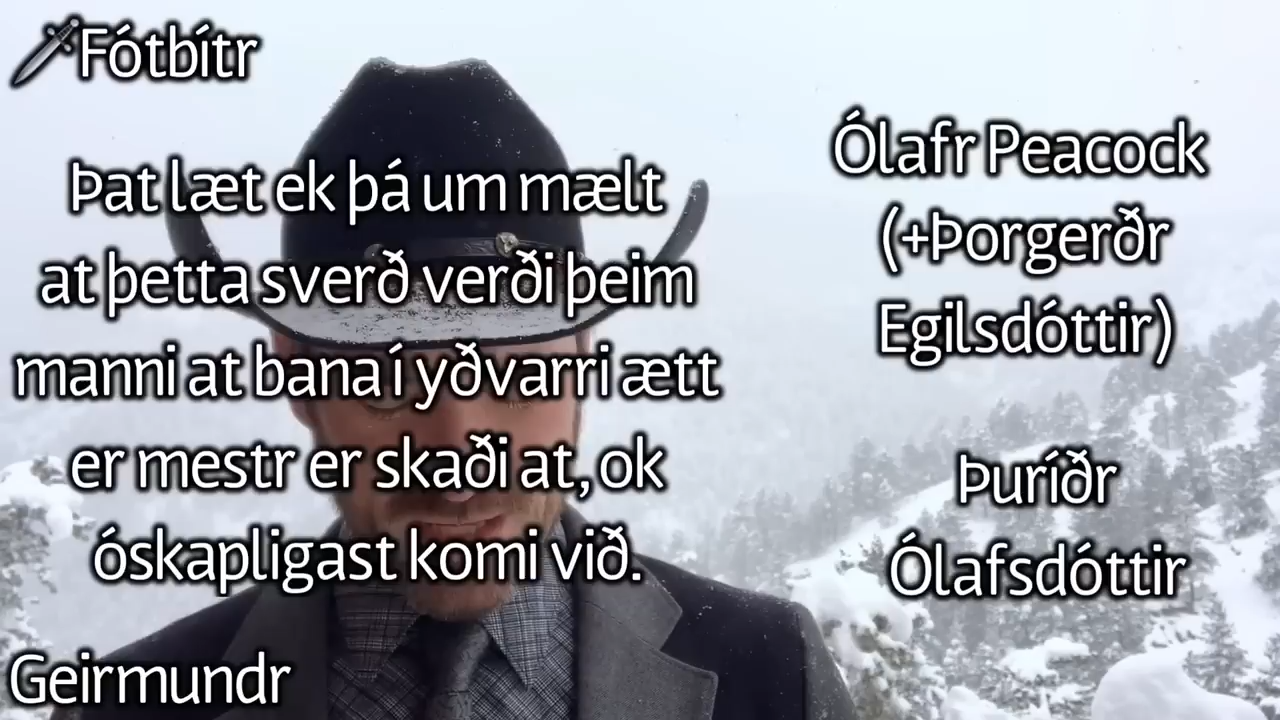 Fótbítr
Þat læt ek þá um mælt
at þetta sverð verði þeim
manni at bana í yðvarri ætt
er mestr er skaði at, ok
óskapligast komi við.
Geirmundr
Ólafr Peacock
(+Þorgerðr
Egilsdóttir)
Þuríðr
Ólafsdóttir